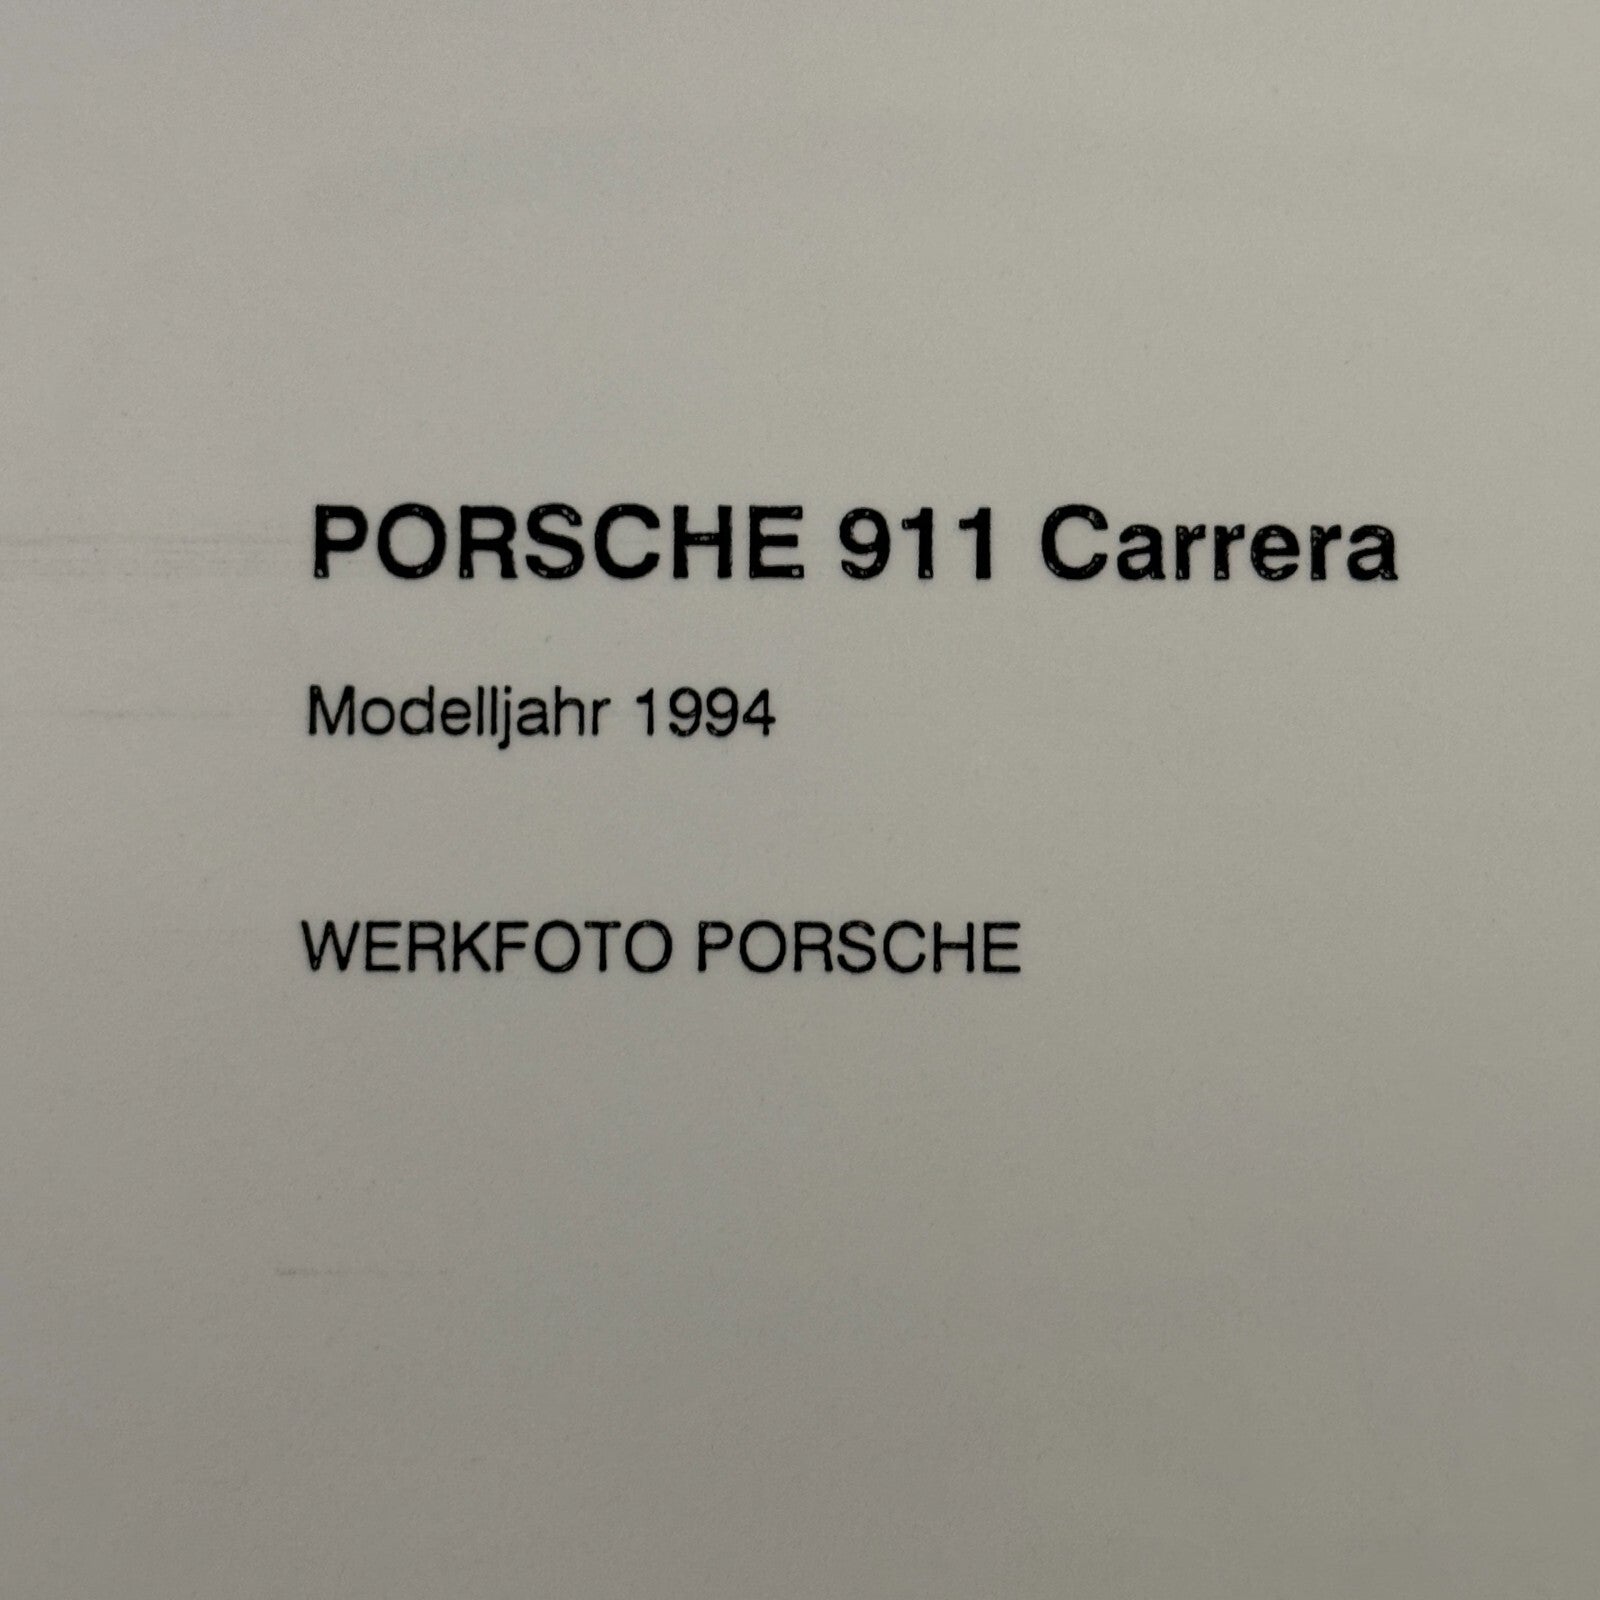 PORSCHE 911 Carrera
Modelljahr 1994
WERKFOTO PORSCHE